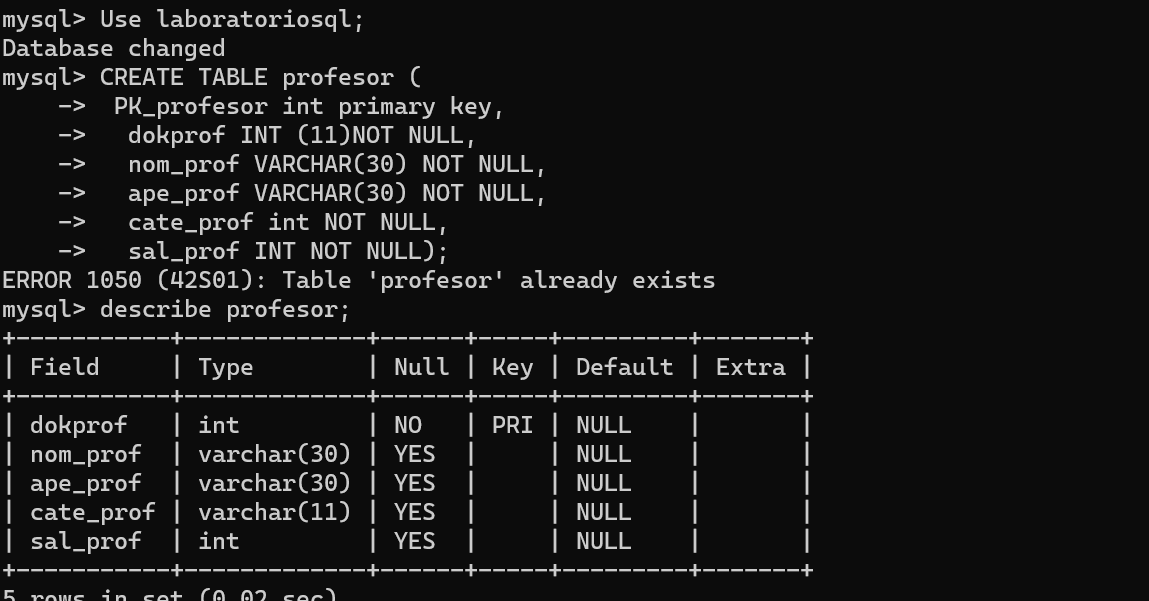 mysql> Use laboratoriosql;
Database changed
mysql> CREATE TABLE profesor (
    ->  PK_profesor int primary key,
    ->   dokprof INT (11)NOT NULL,
    ->   nom_prof VARCHAR(30) NOT NULL,
    ->   ape_prof VARCHAR(30) NOT NULL,
    ->   cate_prof int NOT NULL,
    ->   sal_prof INT NOT NULL);
ERROR 1050 (42S01): Table 'profesor' already exists
mysql> describe profesor;
+-----------+-------------+------+-----+---------+-------+
| Field     | Type        | Null | Key | Default | Extra |
+-----------+-------------+------+-----+---------+-------+
| dokprof   | int         | NO   | PRI | NULL    |       |
| nom_prof  | varchar(30) | YES  |     | NULL    |       |
| ape_prof  | varchar(30) | YES  |     | NULL    |       |
| cate_prof | varchar(11) | YES  |     | NULL    |       |
| sal_prof  | int         | YES  |     | NULL    |       |
+-----------+-------------+------+-----+---------+-------+
5 rows in set (0.02 sec)